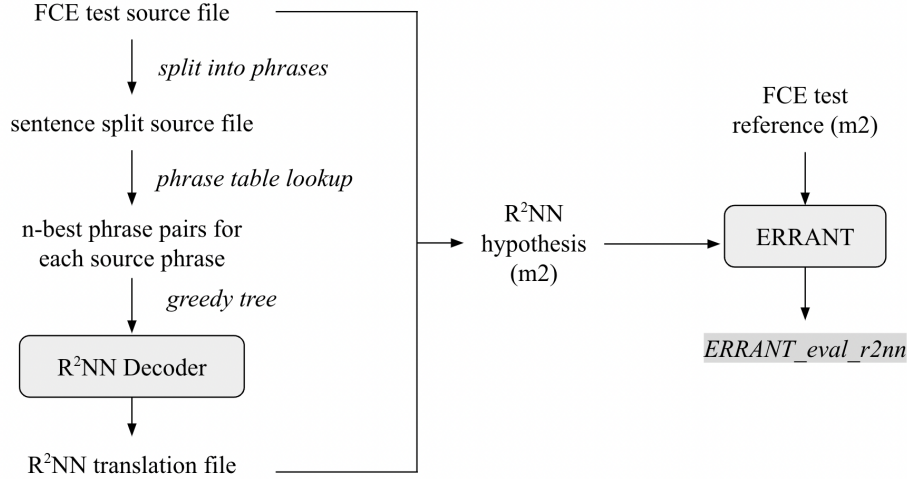 FCE test source file
split into phrases
sentence split source file
phrase table lookup
n-best phrase pairs for
each source phrase
greedy tree
R²NN Decoder
R²NN translation file
R²NN
hypothesis
(m2)
FCE test
reference (m2)
ERRANT
ERRANT_eval_r2nn